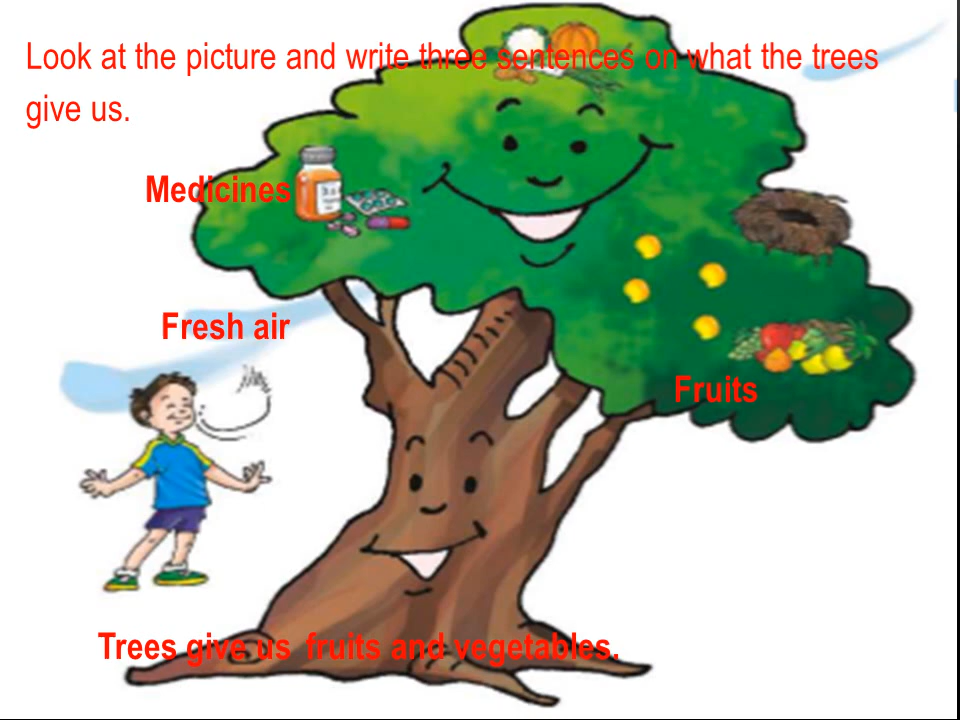 Look at the picture and write three sentences on what the trees
give us.
Medicines
Fresh air
Fruits
Trees give us fruits and vegetables.